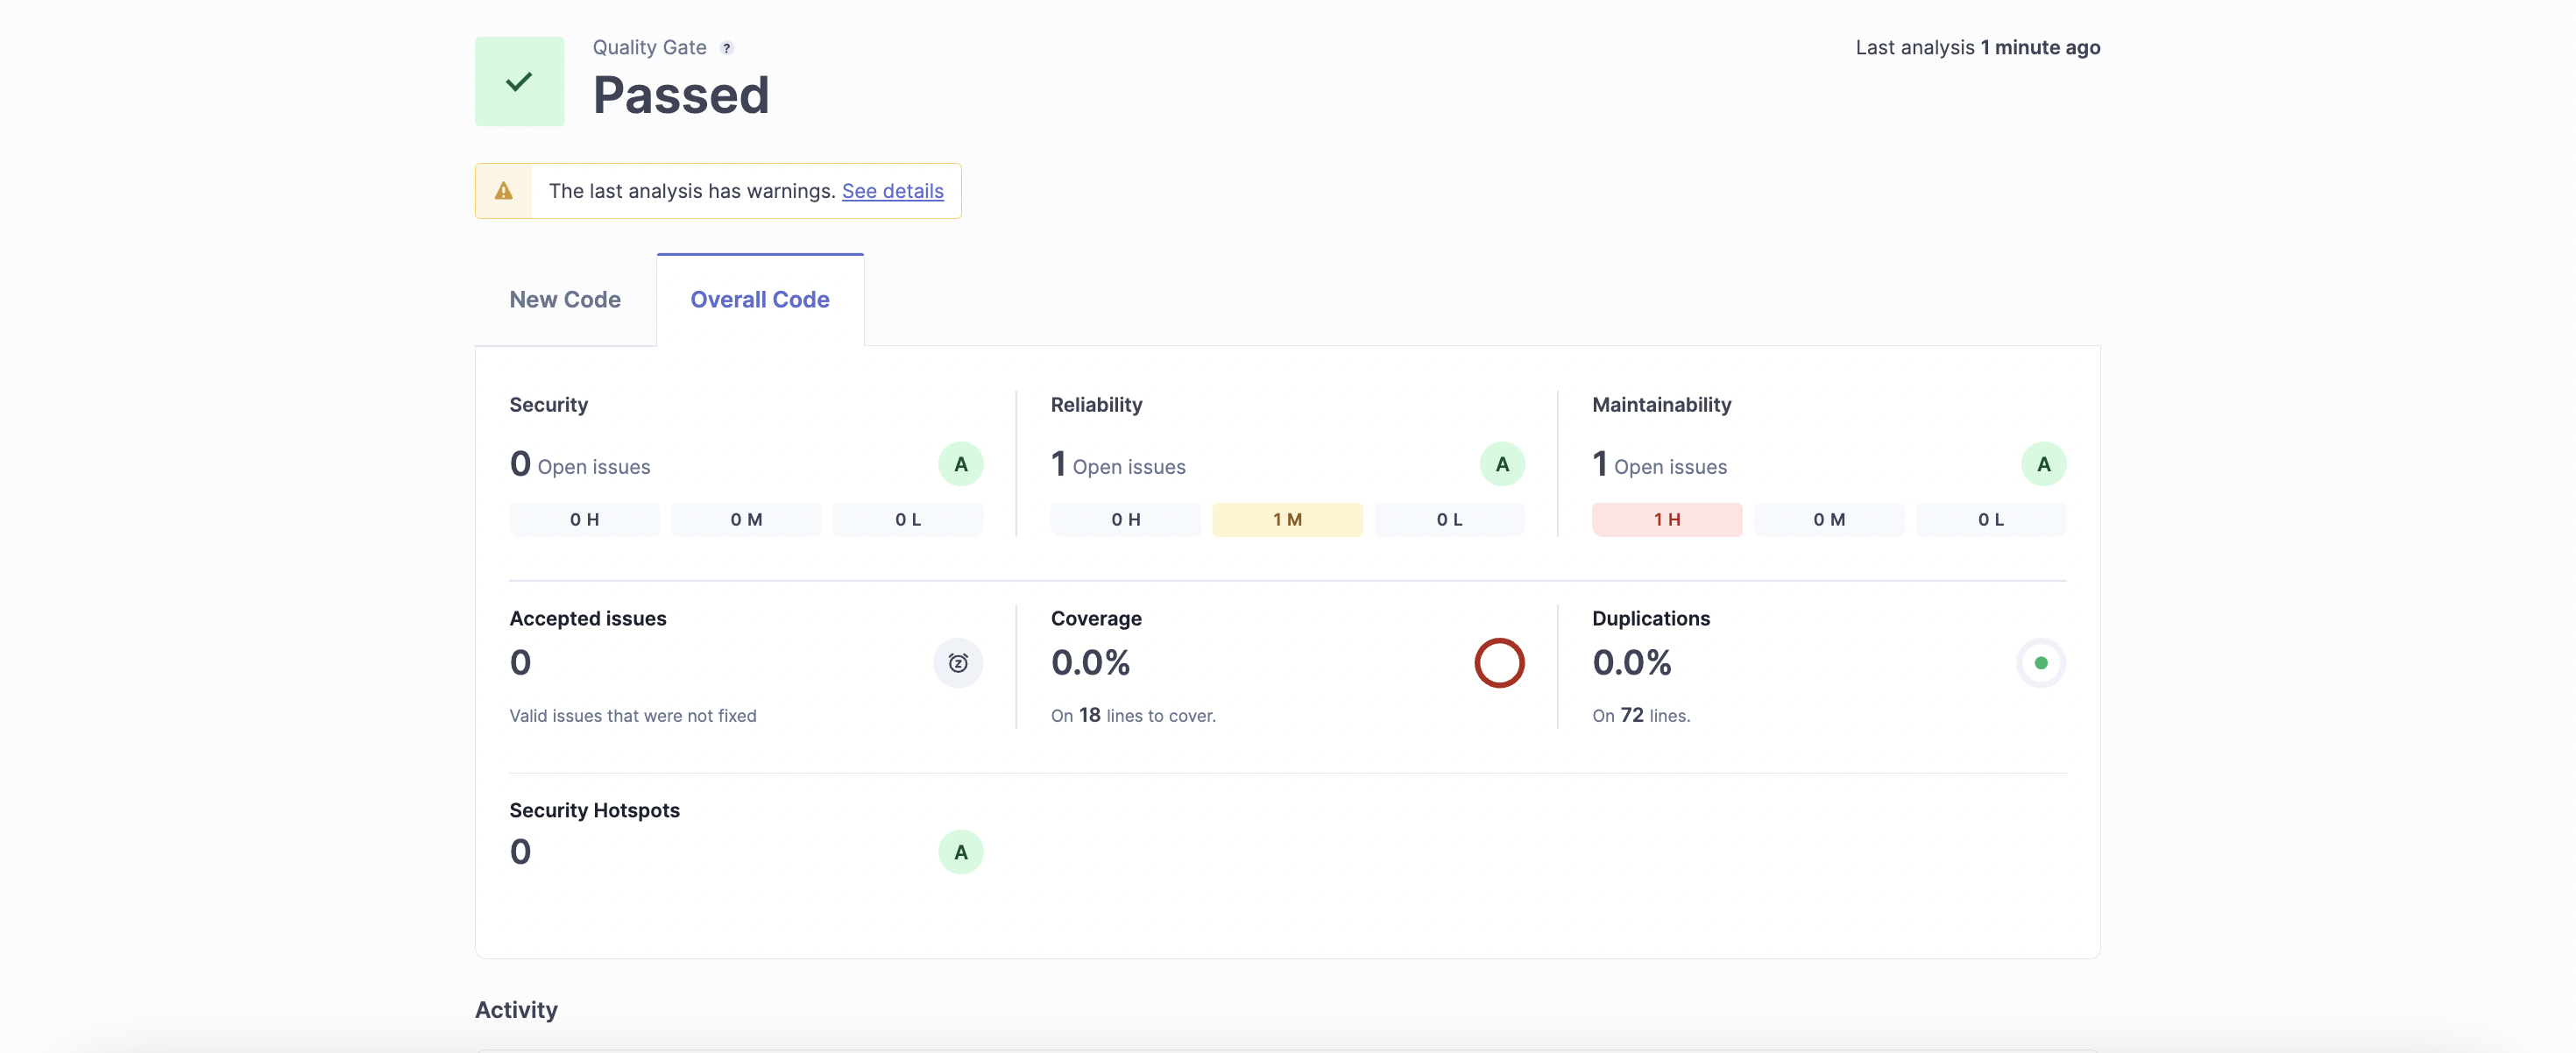 Quality Gate ?
Last analysis 1 minute ago
Passed
The last analysis has warnings. See details
New Code
Overall Code
Security
Reliability
Maintainability
0 Open issues
A
1 Open issues
A
1 Open issues
A
0 H
0 M
0 L
0 H
1 M
0 L
1 H
0 M
0 L
Accepted issues
Coverage
Duplications
0
z
0.0%
0.0%
Valid issues that were not fixed
On 18 lines to cover.
On 72 lines.
Security Hotspots
0
A
Activity